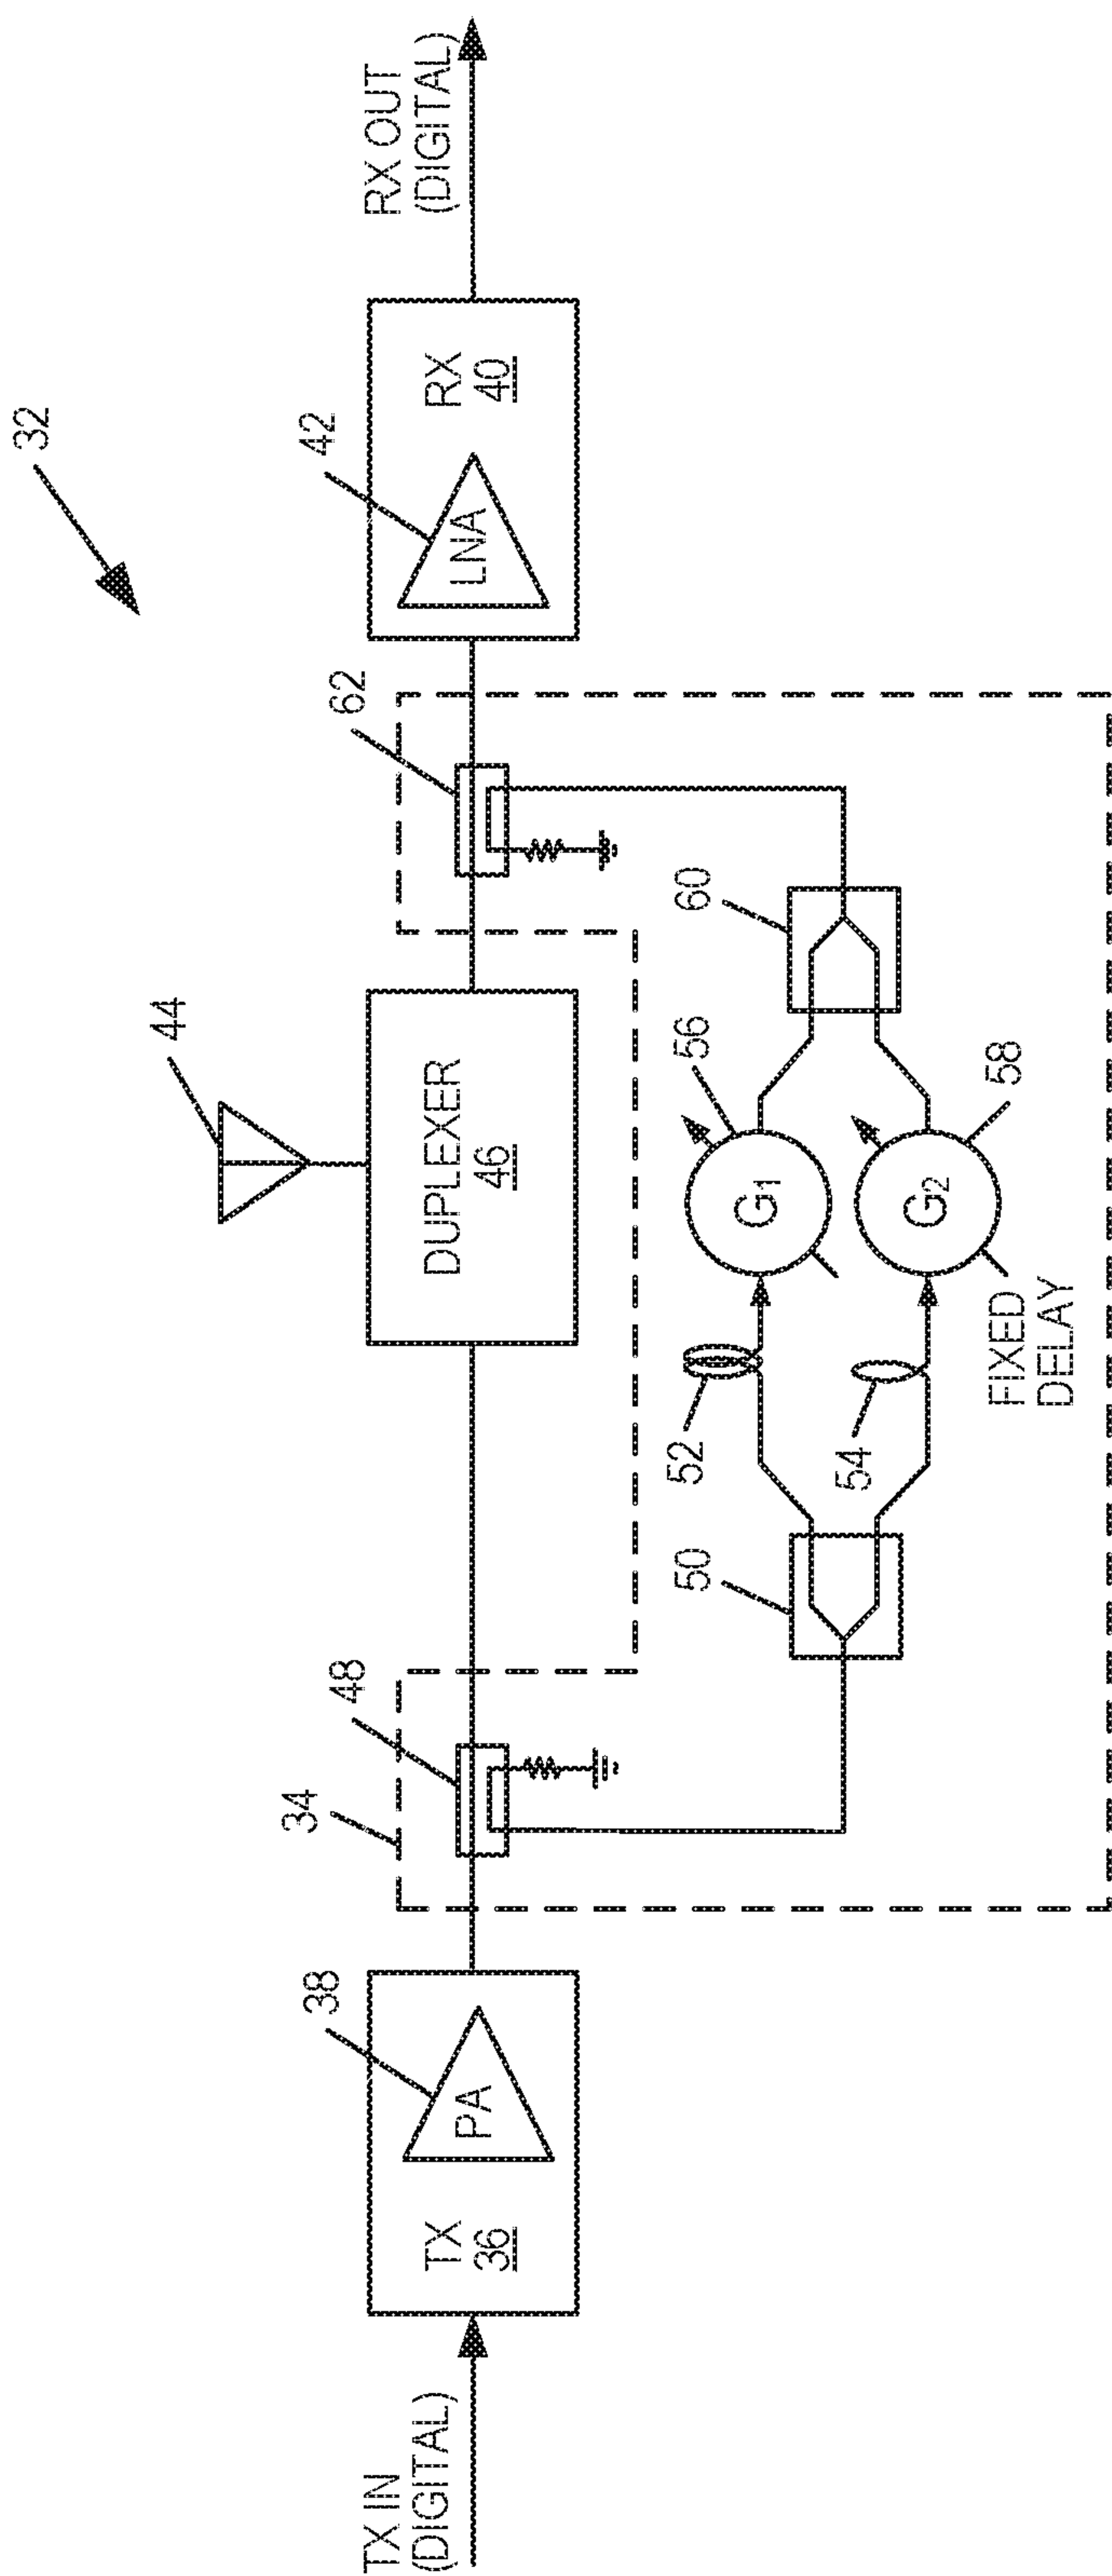 32
TX IN
(DIGITAL)
TX
36
PA
38
34
48
44
DUPLEXER
46
62
42
LNA
RX
40
RX OUT
(DIGITAL)
50
52
54
G1
56
G2
58
FIXED
DELAY
60